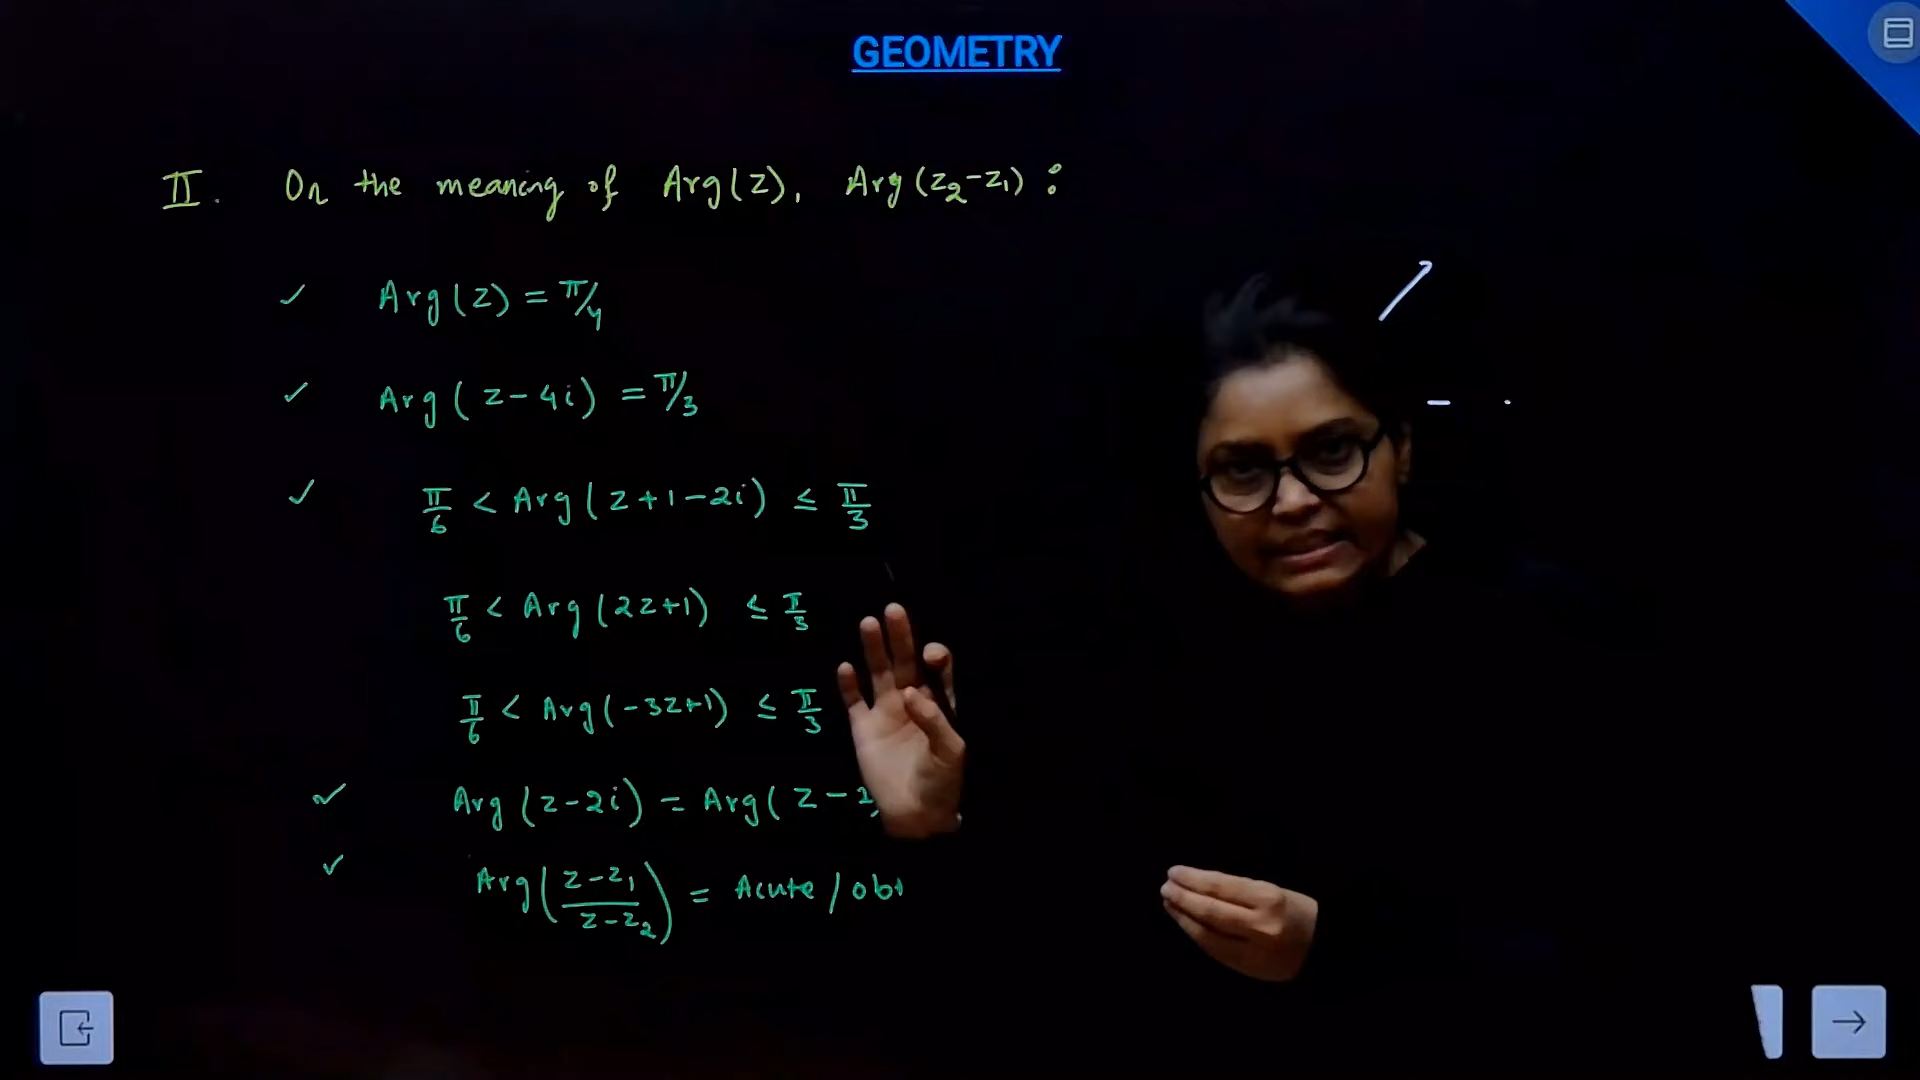 GEOMETRY
II. On the meaning of Arg(z), Arg(z₂-z₁) :
✓ Arg(z) = π/4
✓ Arg(z-4i) = π/3
✓ π/6 < Arg(z+1-2i) ≤ π/3
π/6 < Arg(2z+1) ≤ π/3
π/6 < Arg(-3z+1) ≤ π/3
✓ Arg(z-2i) = Arg(z-
✓ Arg((z-z₁)/(z-z₂)) = Acute / obt